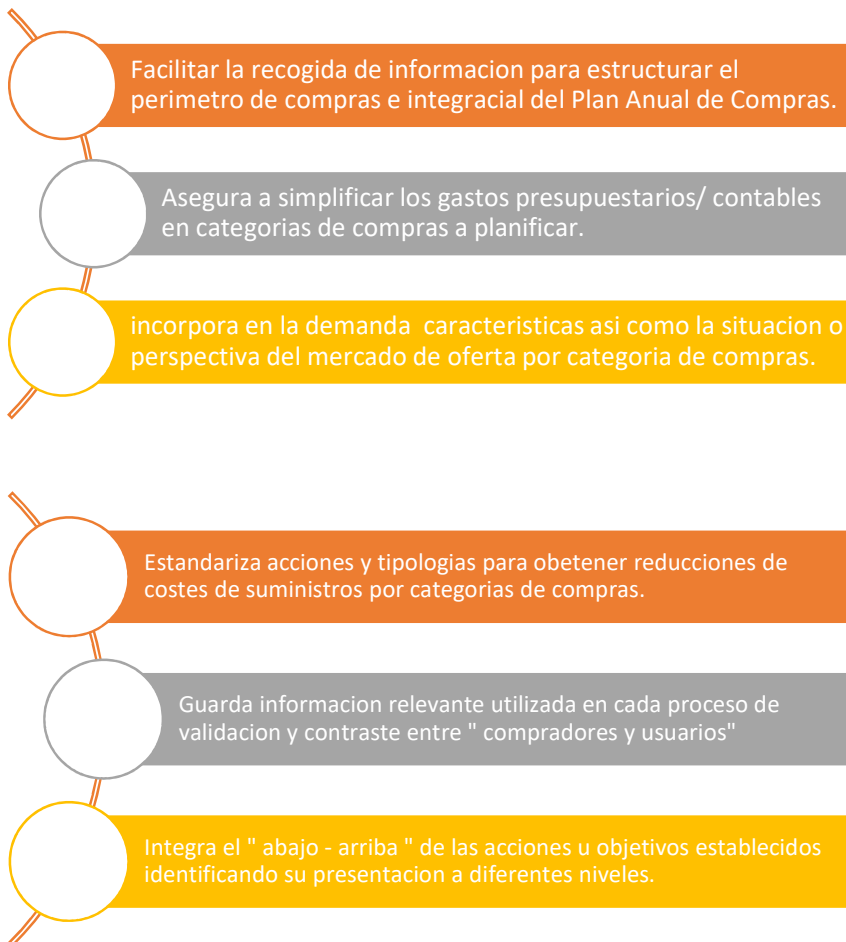 Facilitar la recogida de informacion para estructurar el
perimetro de compras e integracial del Plan Anual de Compras.
Asegura a simplificar los gastos presupuestarios/ contables
en categorias de compras a planificar.
incorpora en la demanda  caracteristicas asi como la situacion o
perspectiva del mercado de oferta por categoria de compras.
Estandariza acciones y tipologias para obetener reducciones de
costes de suministros por categorias de compras.
Guarda informacion relevante utilizada en cada proceso de
validacion y contraste entre " compradores y usuarios"
Integra el " abajo - arriba " de las acciones u objetivos establecidos
identificando su presentacion a diferentes niveles.